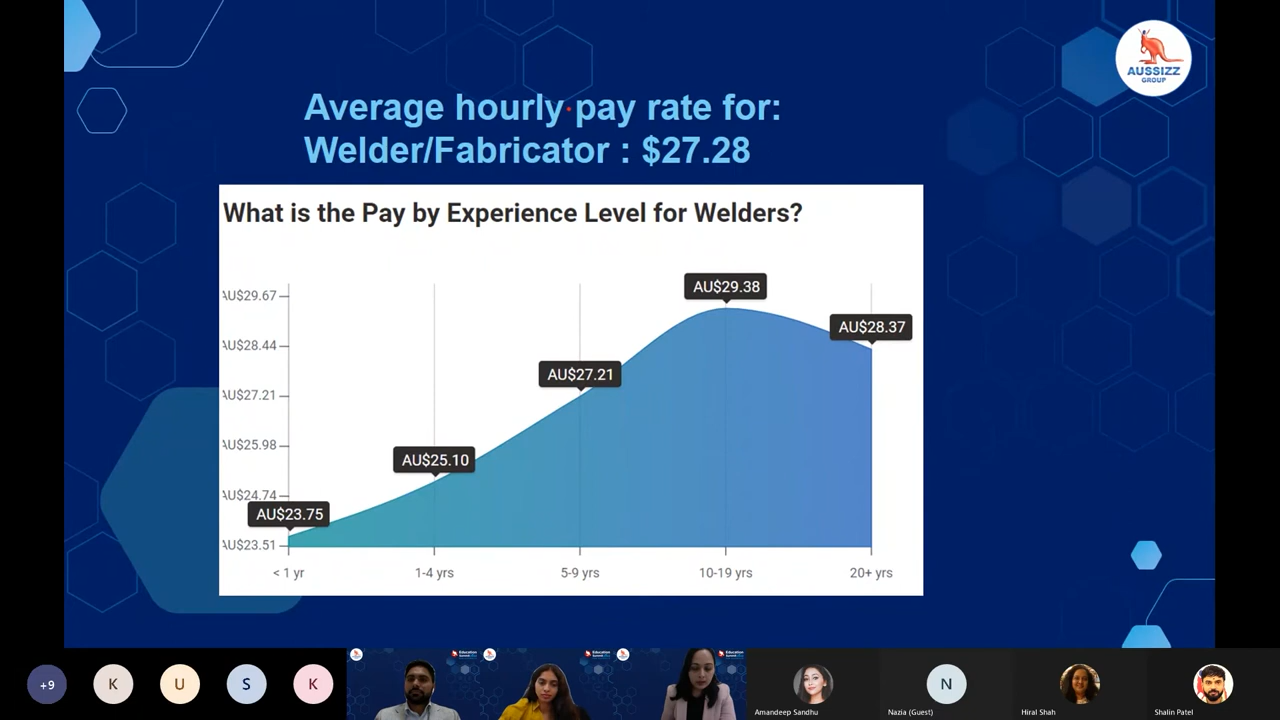 AUSSIZZ
GROUP
Average hourly pay rate for:
Welder/Fabricator : $27.28
What is the Pay by Experience Level for Welders?
AU$29.67
AU$28.44
AU$27.21
AU$25.98
AU$24.74
AU$23.51
AU$23.75
AU$25.10
AU$27.21
AU$29.38
AU$28.37
< 1 yr
1-4 yrs
5-9 yrs
10-19 yrs
20+ yrs
+9
K
U
S
K
Education
Education
Education
N
Amandeep Sandhu
Nazia (Guest)
Hiral Shah
Shalin Patel